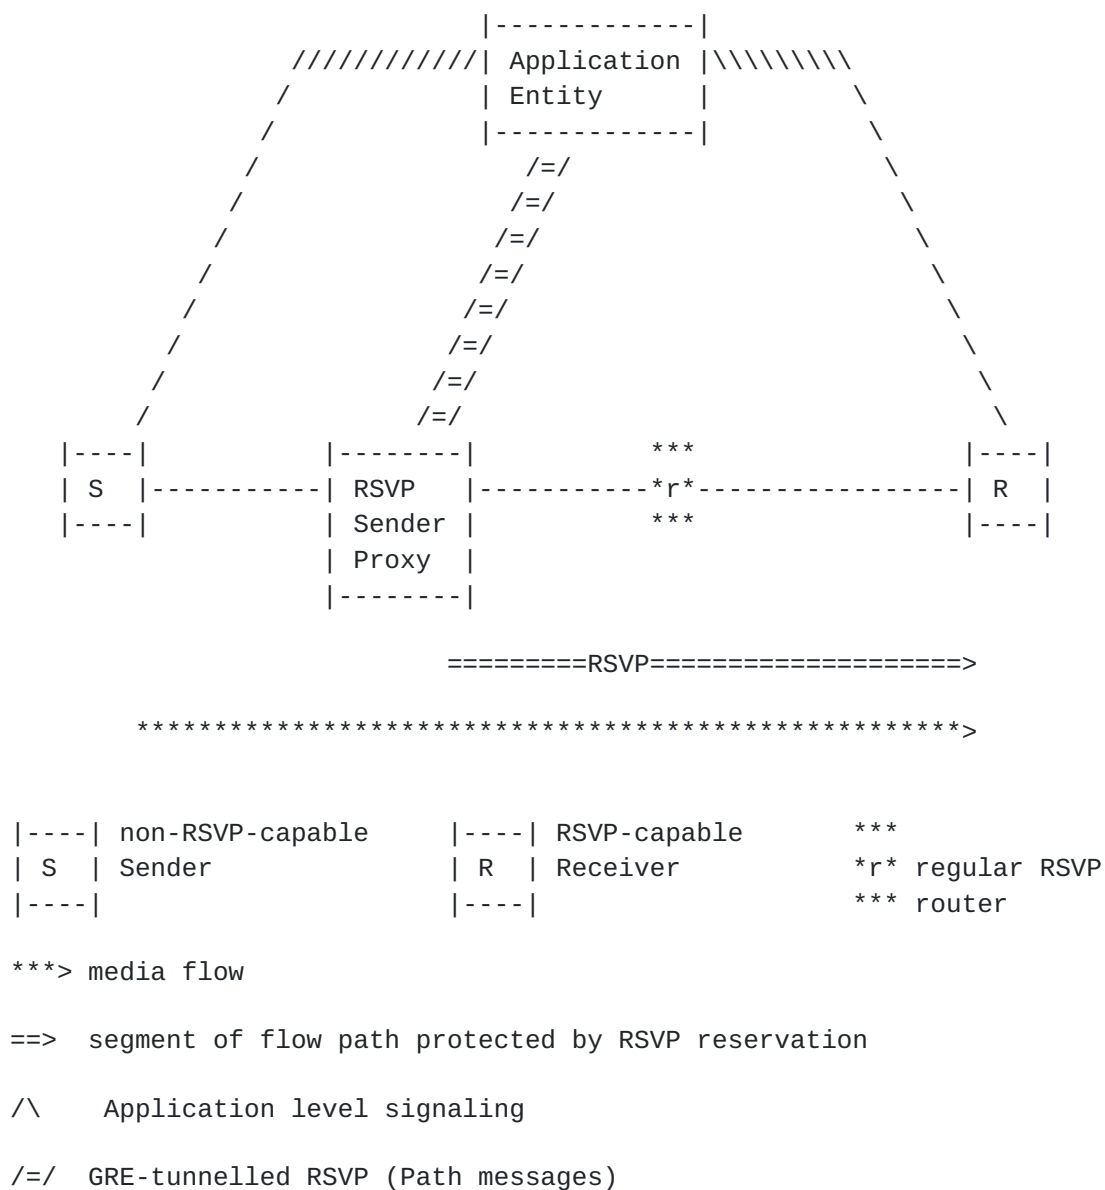 |-------------|
                  ////////////| Application |\\\\\\\\\
                 /            | Entity      |         \
                /             |-------------|          \
               /                 /=/                    \
              /                 /=/                      \
             /                 /=/                        \
            /                 /=/                          \
           /                 /=/                            \
          /                 /=/                              \
         /                 /=/                                \
        /                 /=/                                  \
   |----|           |--------|           ***                 |----|
   | S  |-----------| RSVP   |-----------*r*-----------------| R  |
   |----|           | Sender |           ***                 |----|
                    | Proxy  |
                    |--------|
                            =========RSVP====================>
        *****************************************************>
|----| non-RSVP-capable     |----| RSVP-capable       ***
| S  | Sender               | R  | Receiver           *r* regular RSVP
|----|                      |----|                    *** router
***> media flow
==>  segment of flow path protected by RSVP reservation
/\    Application level signaling
/=/  GRE-tunnelled RSVP (Path messages)